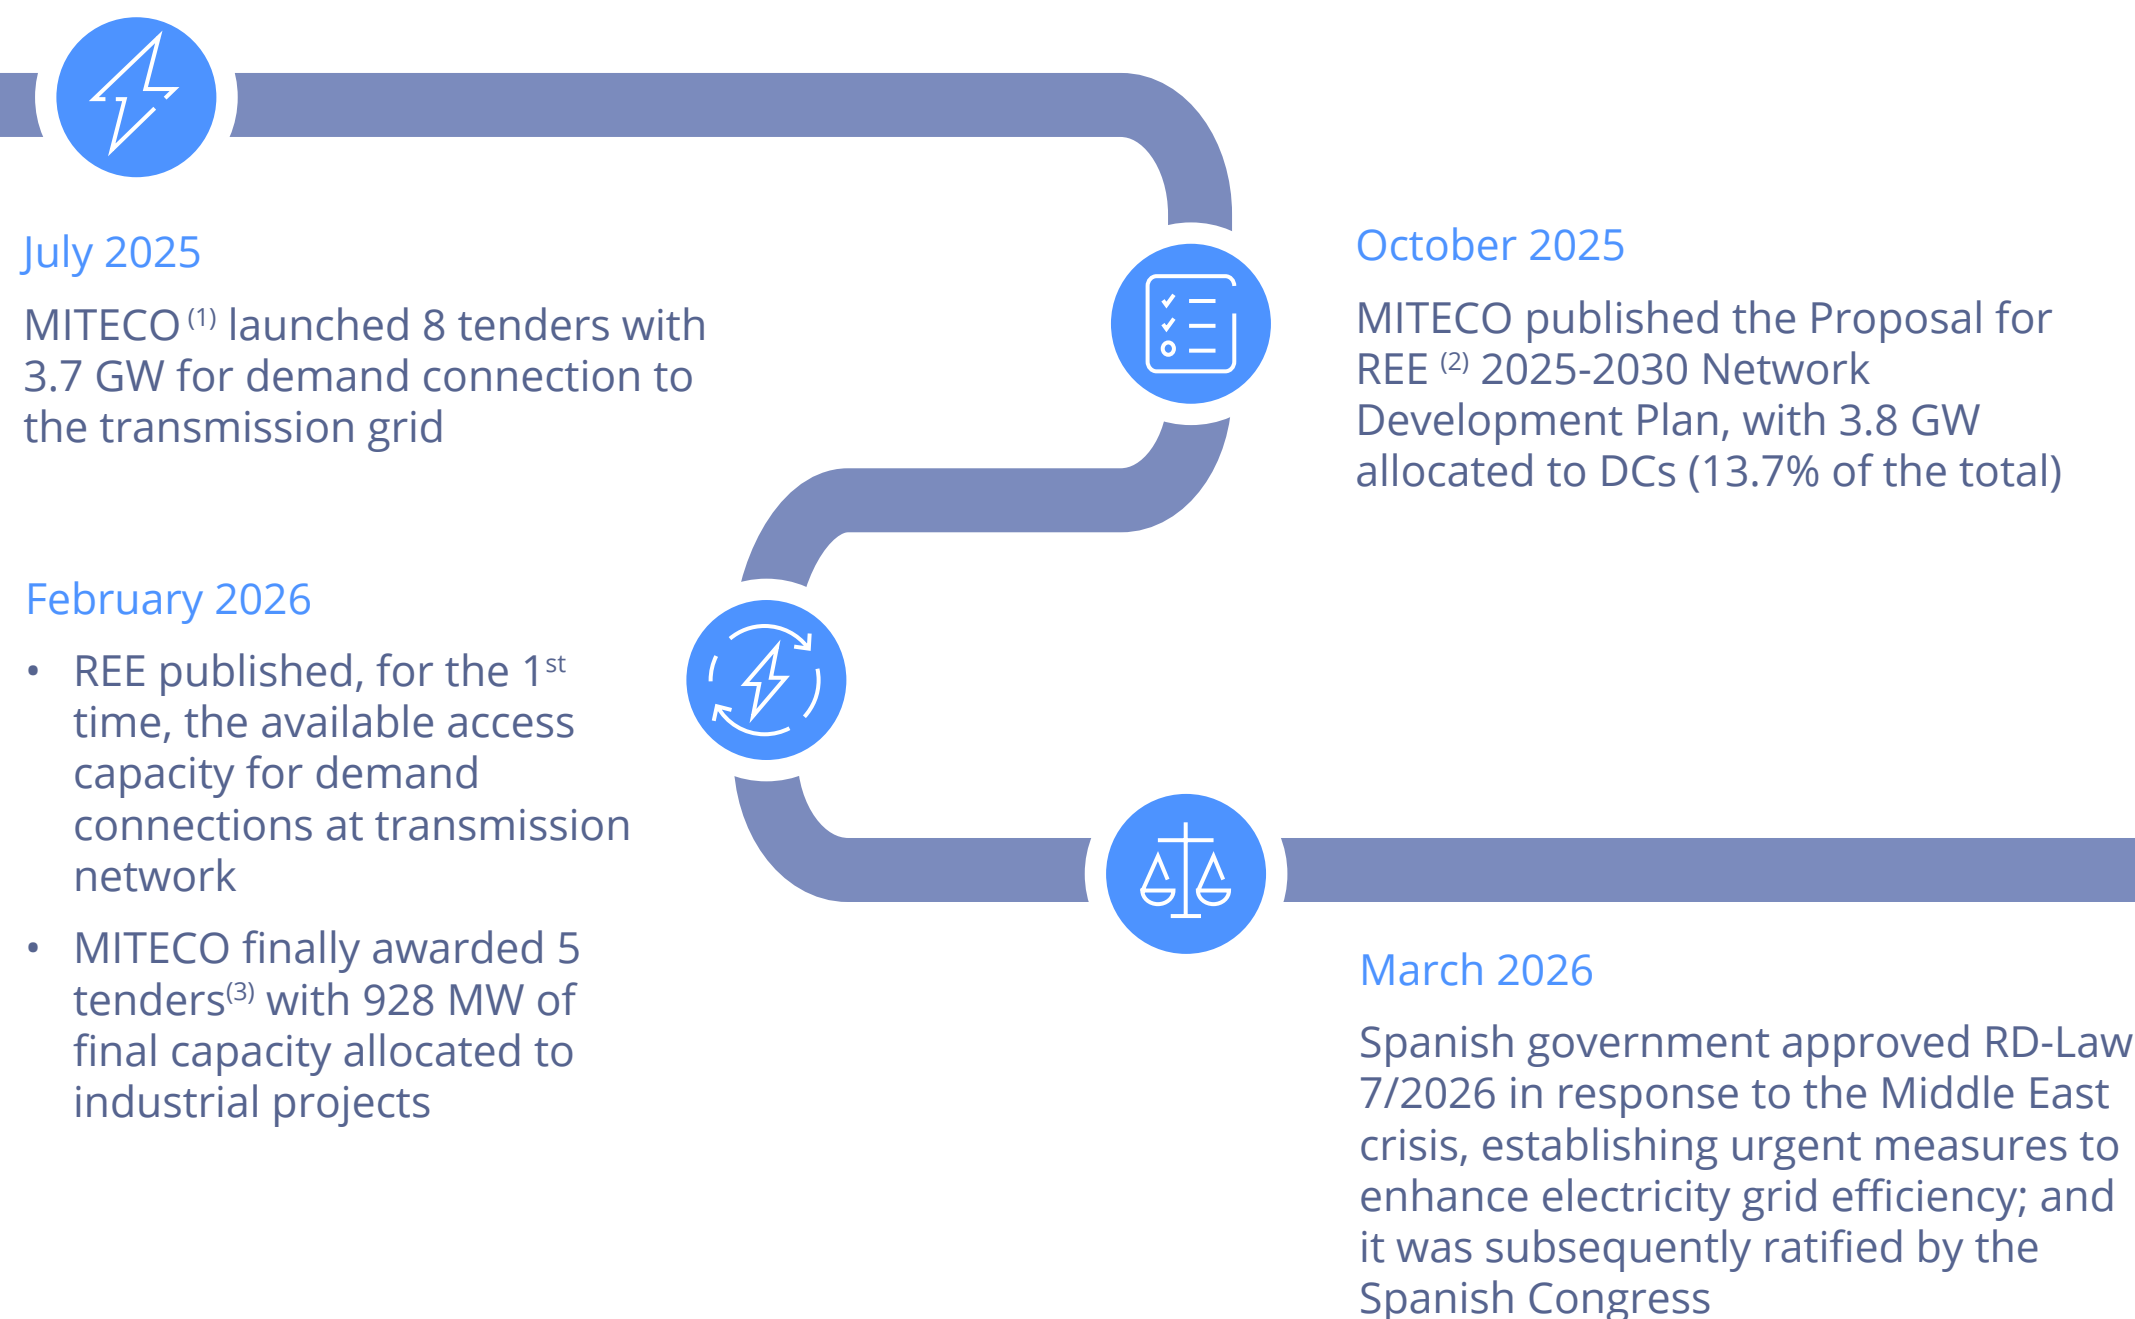 July 2025
MITECO (1) launched 8 tenders with
3.7 GW for demand connection to
the transmission grid
October 2025
MITECO published the Proposal for
REE (2) 2025-2030 Network
Development Plan, with 3.8 GW
allocated to DCs (13.7% of the total)
February 2026
• REE published, for the 1st
time, the available access
capacity for demand
connections at transmission
network
• MITECO finally awarded 5
tenders(3) with 928 MW of
final capacity allocated to
industrial projects
March 2026
Spanish government approved RD-Law
7/2026 in response to the Middle East
crisis, establishing urgent measures to
enhance electricity grid efficiency; and
it was subsequently ratified by the
Spanish Congress